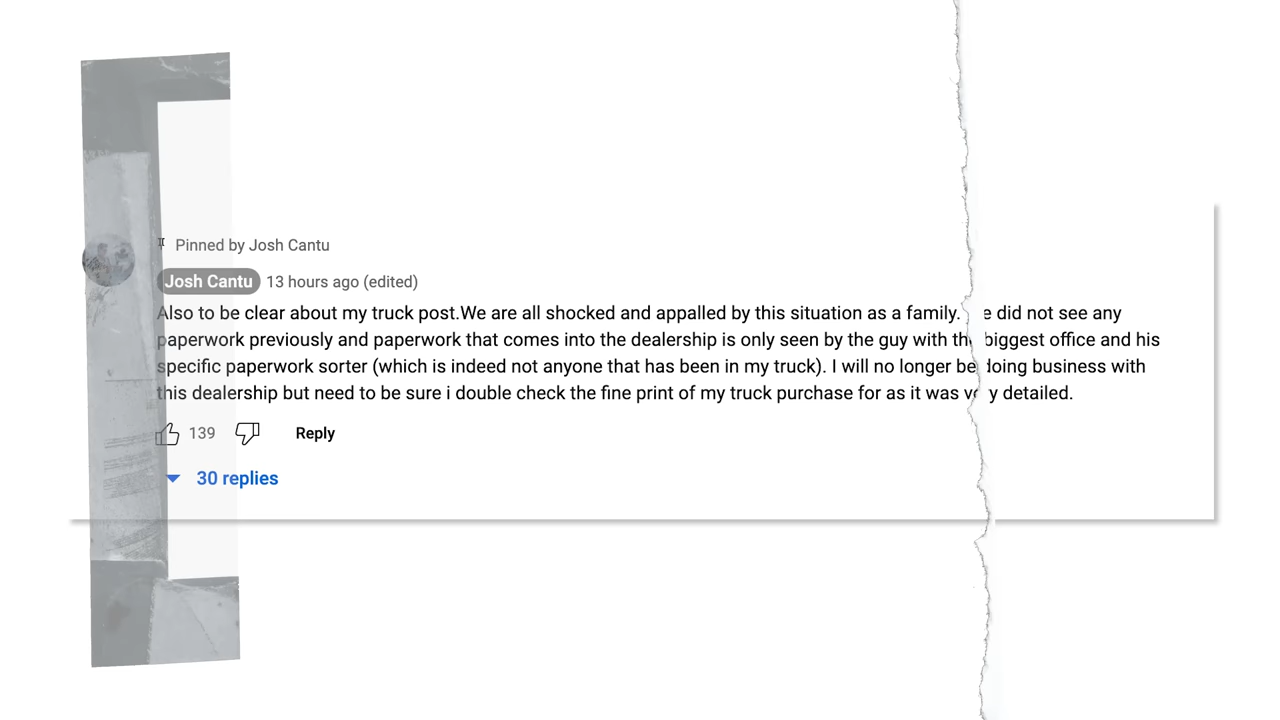 Pinned by Josh Cantu
Josh Cantu 13 hours ago (edited)
Also to be clear about my truck post.We are all shocked and appalled by this situation as a family. e did not see any
paperwork previously and paperwork that comes into the dealership is only seen by the guy with the biggest office and his
specific paperwork sorter (which is indeed not anyone that has been in my truck). I will no longer be doing business with
this dealership but need to be sure i double check the fine print of my truck purchase for as it was very detailed.
139 Reply
30 replies